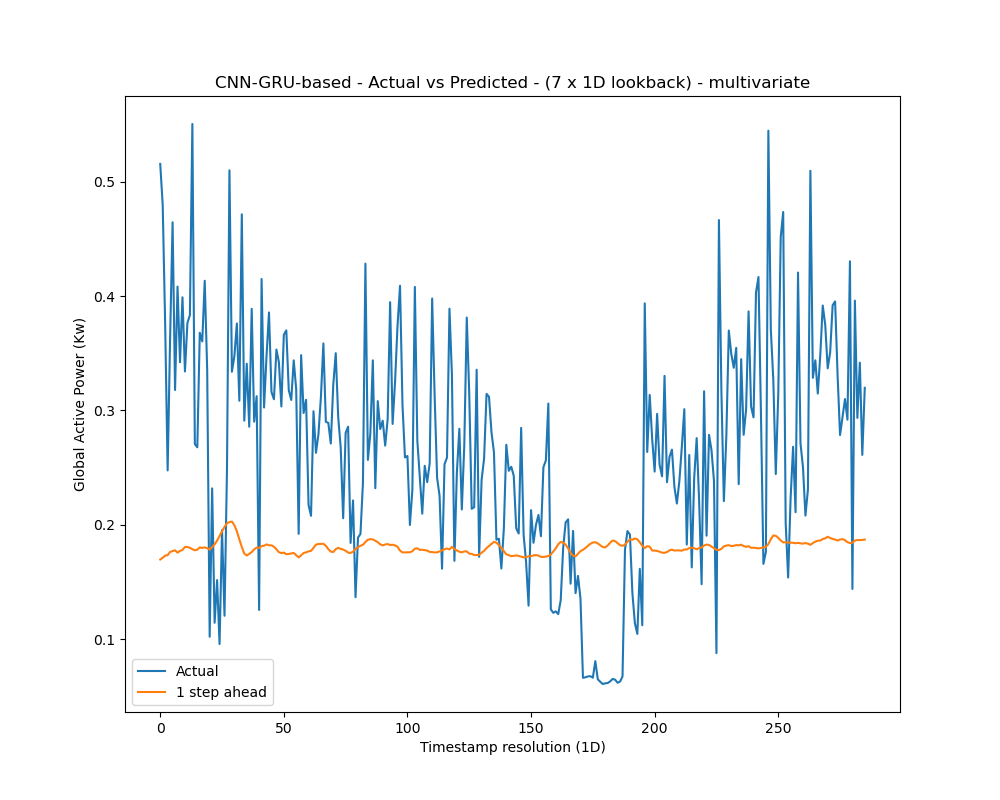 CNN-GRU-based - Actual vs Predicted - (7 x 1D lookback) - multivariate
Global Active Power (Kw)
0.5
0.4
0.3
0.2
0.1
Actual
1 step ahead
0 50 100 150 200 250
Timestamp resolution (1D)